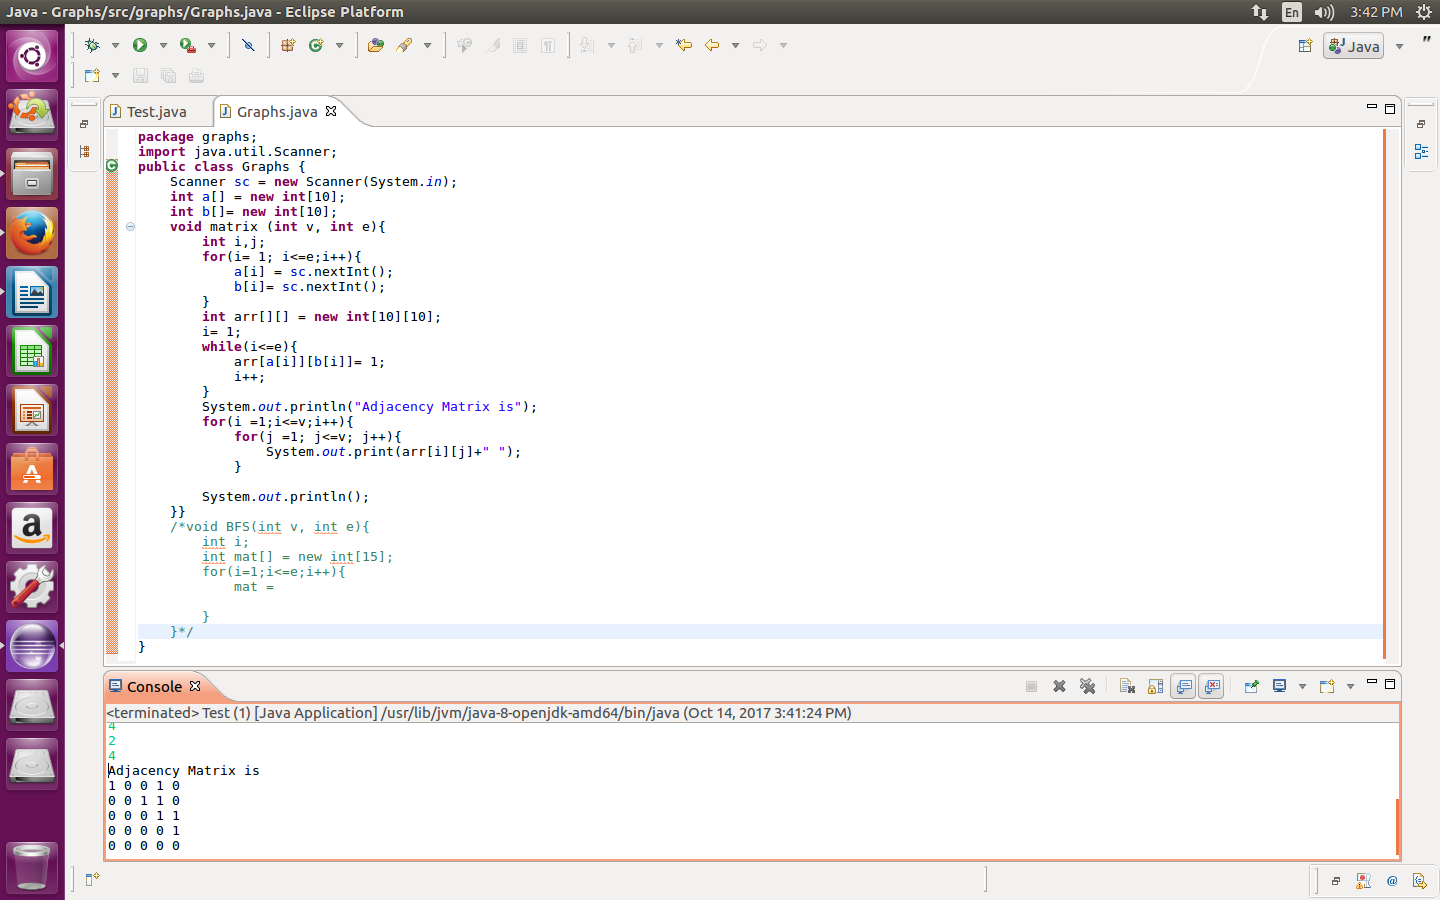 Java - Graphs/src/graphs/Graphs.java - Eclipse Platform
En
3:42 PM
Java
Test.java
Graphs.java
package graphs;
import java.util.Scanner;
public class Graphs {
Scanner sc = new Scanner(System.in);
int a[] = new int[10];
int b[]= new int[10];
void matrix (int v, int e){
int i,j;
for(i= 1; i<=e;i++){
a[i] = sc.nextInt();
b[i]= sc.nextInt();
}
int arr[][] = new int[10][10];
i= 1;
while(i<=e){
arr[a[i]][b[i]]= 1;
i++;
}
System.out.println("Adjacency Matrix is");
for(i =1;i<=v;i++){
for(j =1; j<=v; j++){
System.out.print(arr[i][j]+" ");
}
System.out.println();
}}
/*void BFS(int v, int e){
int i;
int mat[] = new int[15];
for(i=1;i<=e;i++){
mat =
}
}*/
}
Console
<terminated> Test (1) [Java Application] /usr/lib/jvm/java-8-openjdk-amd64/bin/java (Oct 14, 2017 3:41:24 PM)
4
2
4
Adjacency Matrix is
1 0 0 1 0
0 0 1 1 0
0 0 0 1 1
0 0 0 0 1
0 0 0 0 0